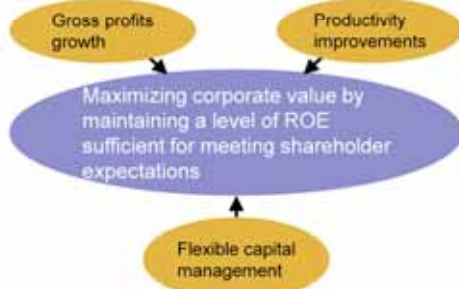 Gross profits
growth
Productivity
improvements
Maximizing corporate value by
maintaining a level of ROE
sufficient for meeting shareholder
expectations
Flexible capital
management